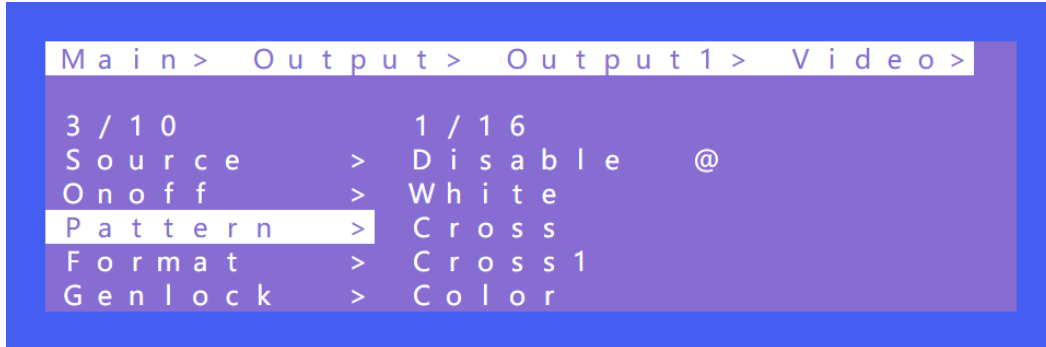 Main> Output> Output1> Video>
3/10 1/16
Source > Disable @
Onoff > White
Pattern > Cross
Format > Cross1
Genlock > Color